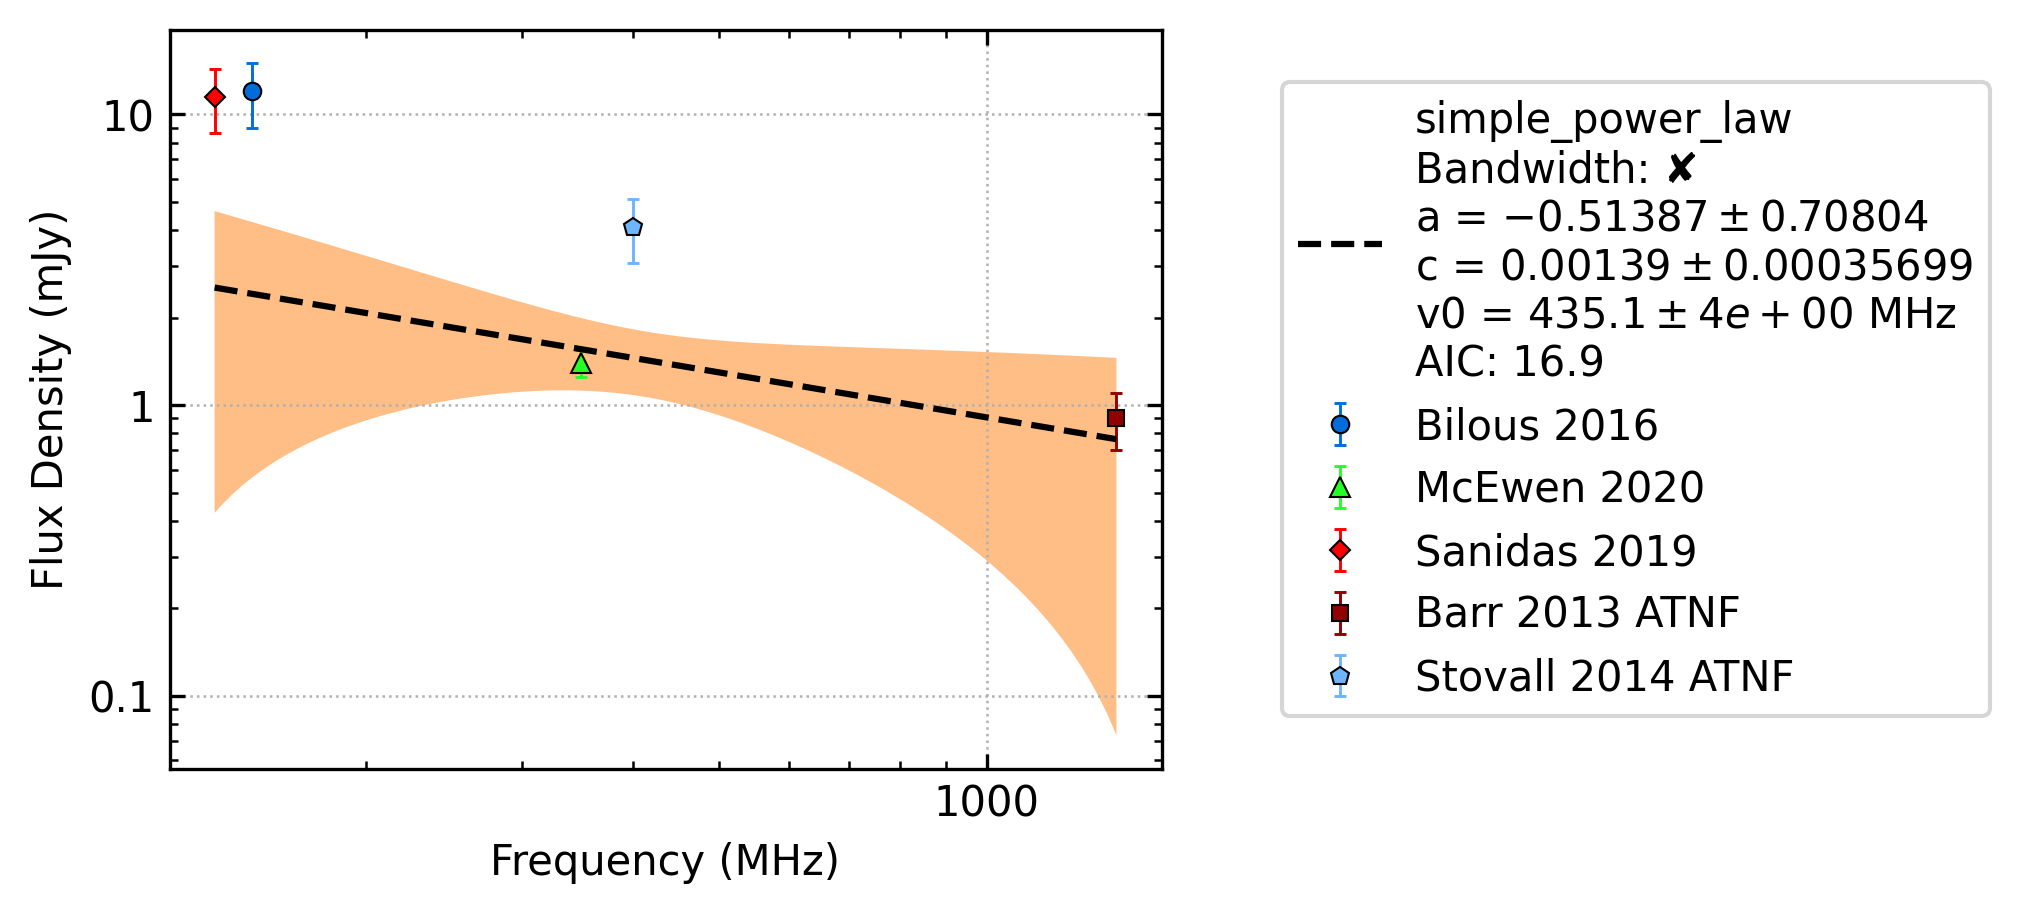 10
1
0.1
Flux Density (mJy)
1000
Frequency (MHz)
simple_power_law
Bandwidth: ✘
a = −0.51387 ± 0.70804
c = 0.00139 ± 0.00035699
v0 = 435.1 ± 4e + 00 MHz
AIC: 16.9
Bilous 2016
McEwen 2020
Sanidas 2019
Barr 2013 ATNF
Stovall 2014 ATNF